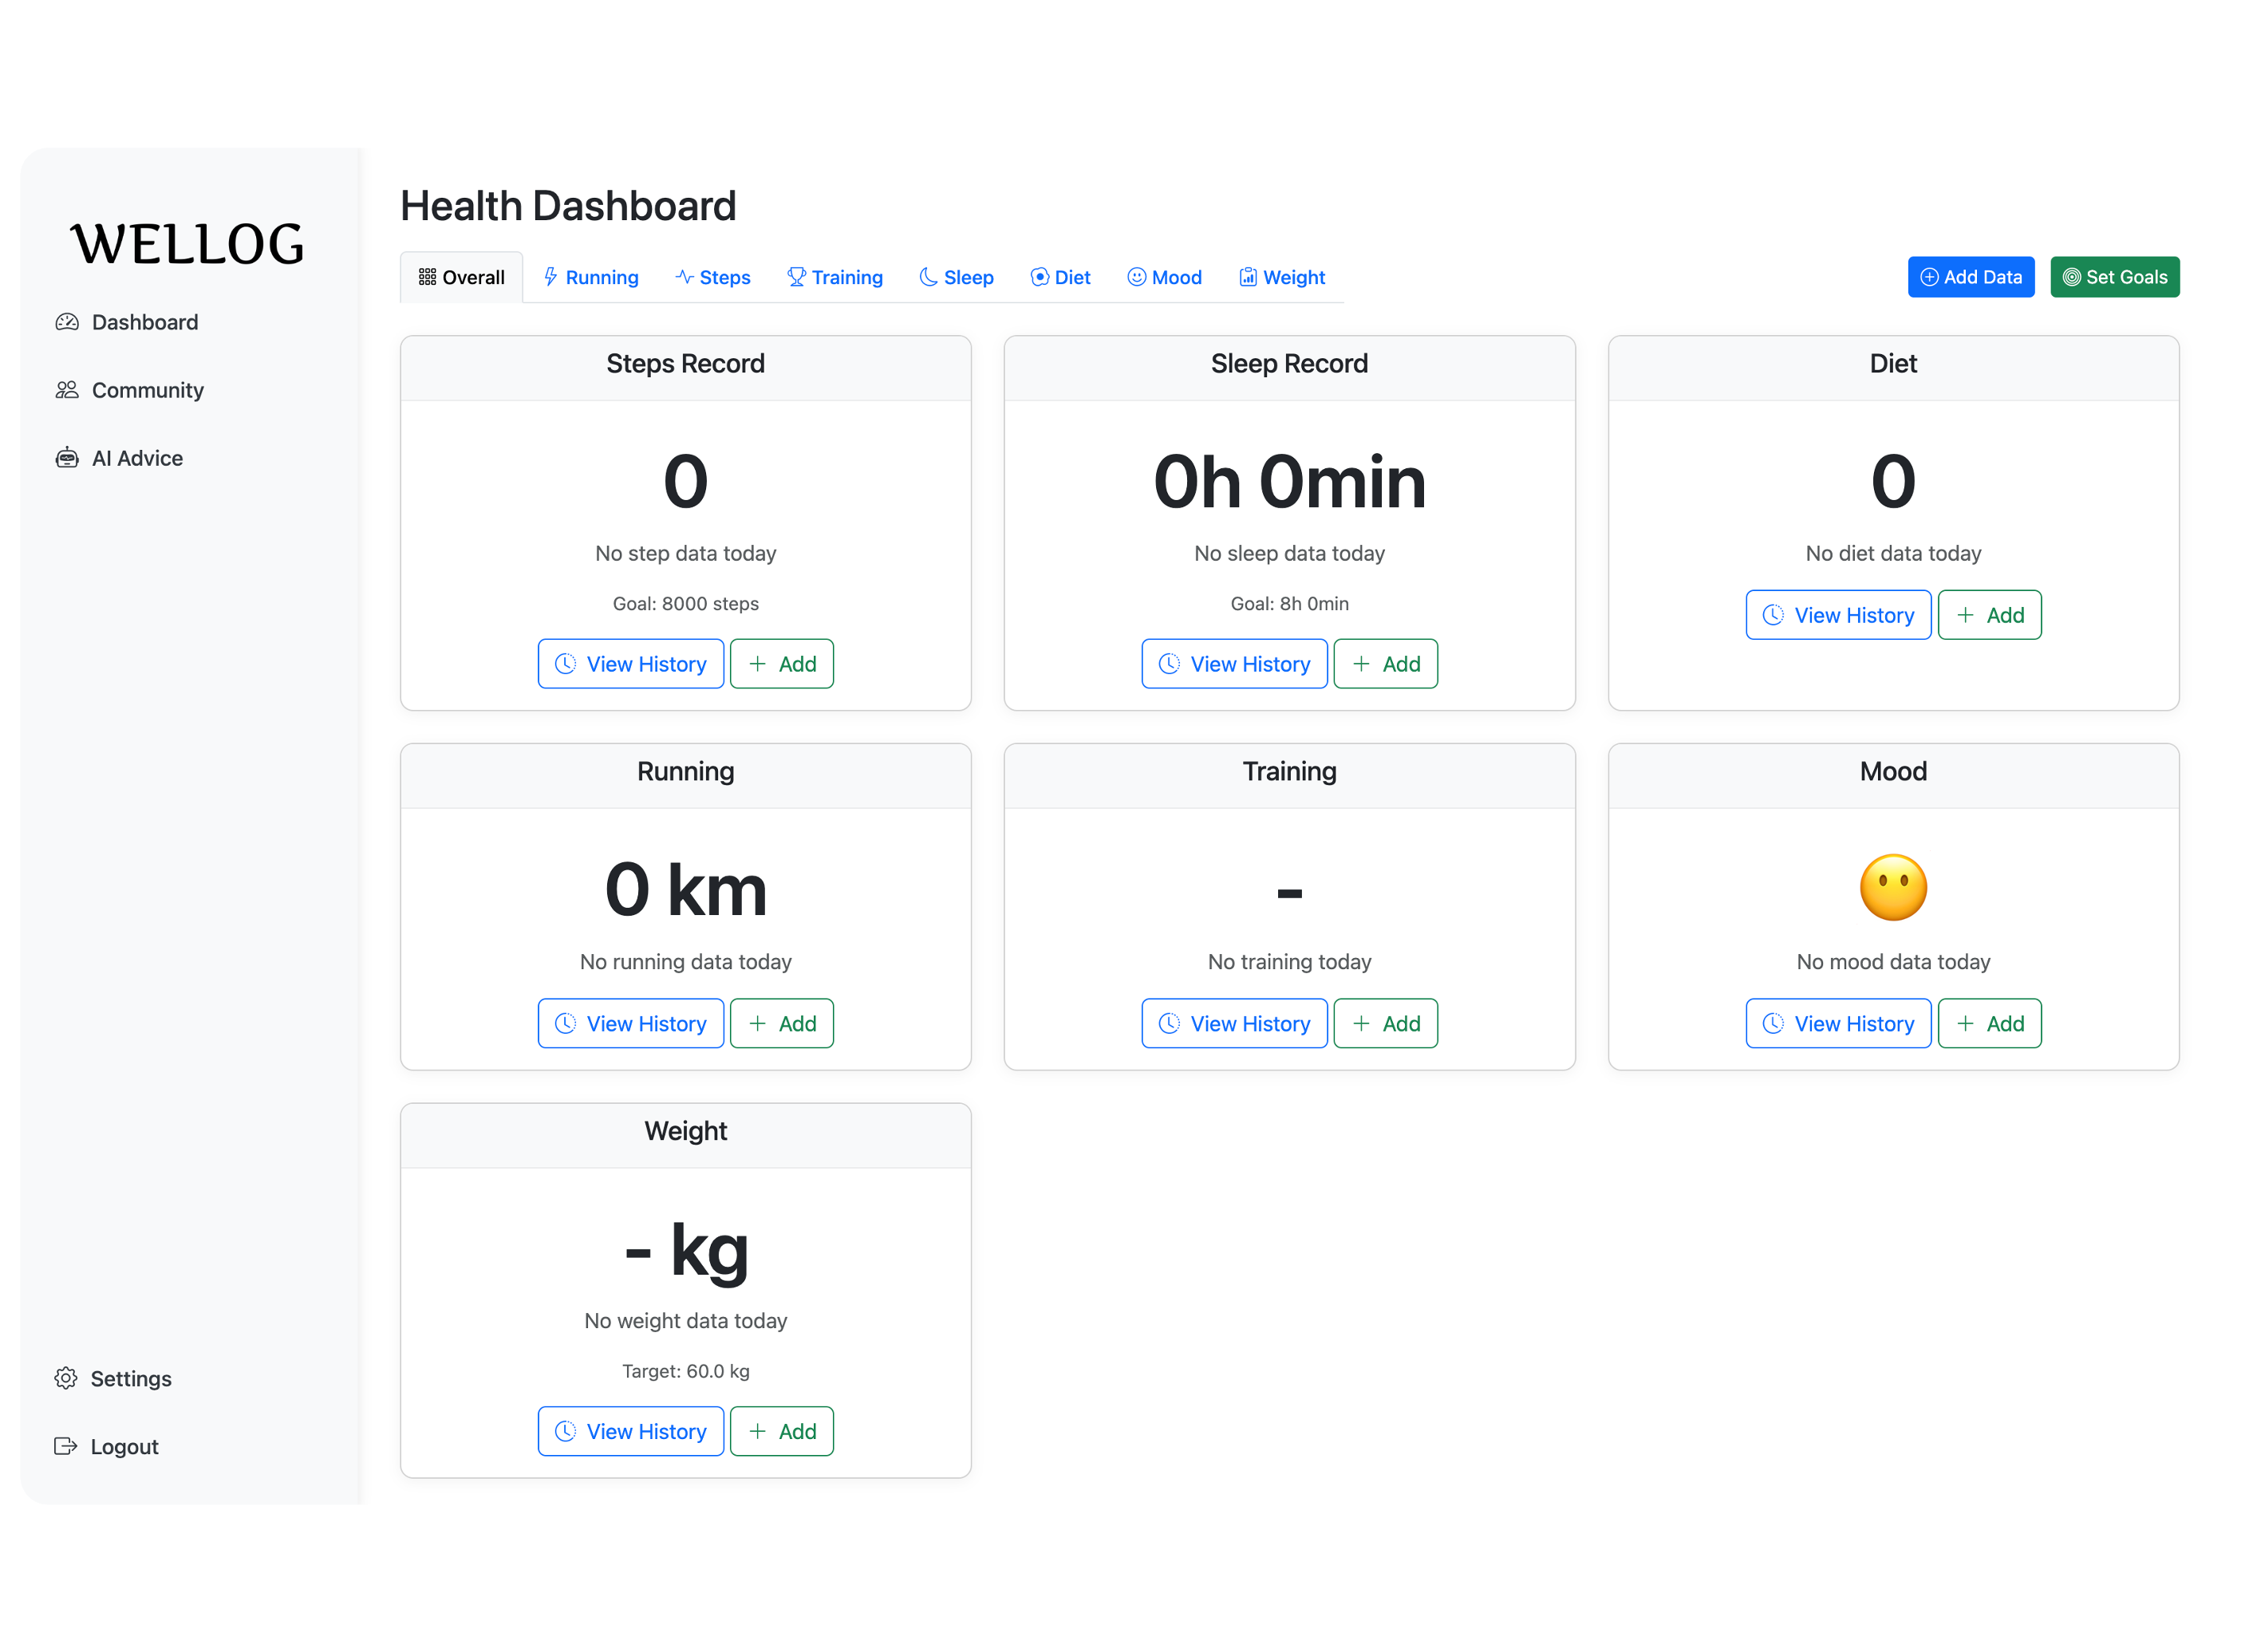 WELLOG
Dashboard
Community
AI Advice
Settings
Logout
Health Dashboard
Overall Running Steps Training Sleep Diet Mood Weight
Add Data Set Goals
Steps Record
0
No step data today
Goal: 8000 steps
View History + Add
Sleep Record
0h 0min
No sleep data today
Goal: 8h 0min
View History + Add
Diet
0
No diet data today
View History + Add
Running
0 km
No running data today
View History + Add
Training
-
No training today
View History + Add
Mood
No mood data today
View History + Add
Weight
- kg
No weight data today
Target: 60.0 kg
View History + Add